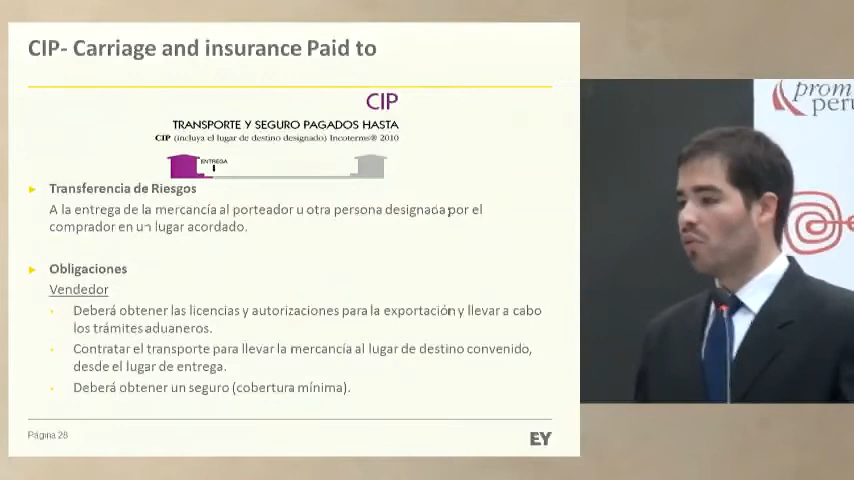 CIP- Carriage and insurance Paid to
CIP
TRANSPORTE Y SEGURO PAGADOS HASTA
CIP (incluya el lugar de destino designado) Incoterms® 2010
ENTREGA
Transferencia de Riesgos
A la entrega de la mercancía al porteador u otra persona designada por el
comprador en un lugar acordado.
Obligaciones
Vendedor
Deberá obtener las licencias y autorizaciones para la exportación y llevar a cabo
los trámites aduaneros.
Contratar el transporte para llevar la mercancía al lugar de destino convenido,
desde el lugar de entrega.
Deberá obtener un seguro (cobertura mínima).
Página 28
EY
prom
perú